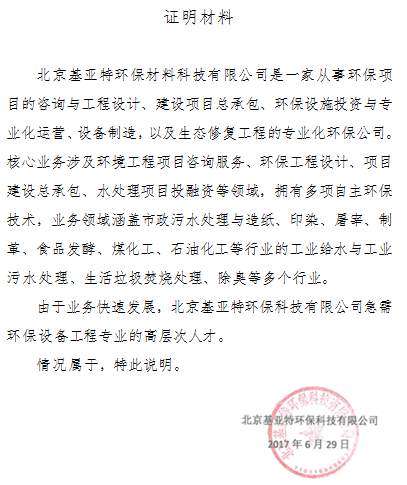 证明材料
北京基亚特环保材料科技有限公司是一家从事环保项
目的咨询与工程设计、建设项目总承包、环保设施投资与专
业化运营、设备制造，以及生态修复工程的专业化环保公司。
核心业务涉及环境工程项目咨询服务、环保工程设计、项目
建设总承包、水处理项目投融资等领域，拥有多项自主环保
技术，业务领域涵盖市政污水处理与造纸、印染、屠宰、制
革、食品发酵、煤化工、石油化工等行业的工业给水与工业
污水处理、生活垃圾焚烧处理、除臭等多个行业。
由于业务快速发展，北京基亚特环保科技有限公司急需
环保设备工程专业的高层次人才。
情况属于，特此说明。
北京基亚特环保科技有限公司
2017 年 6 月 29 日